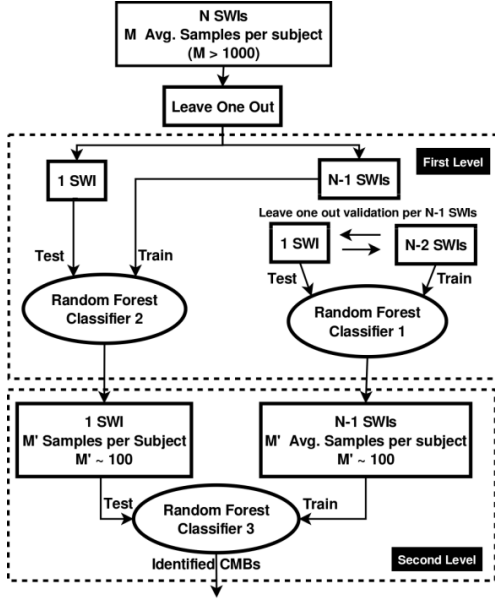 N SWIs
M Avg. Samples per subject
(M > 1000)
Leave One Out
First Level
1 SWI
N-1 SWIs
Leave one out validation per N-1 SWIs
1 SWI
N-2 SWIs
Test
Train
Test
Train
Random Forest
Classifier 2
Random Forest
Classifier 1
1 SWI
M' Samples per Subject
M' ~ 100
N-1 SWIs
M' Avg. Samples per subject
M' ~ 100
Test
Train
Random Forest
Classifier 3
Identified CMBs
Second Level